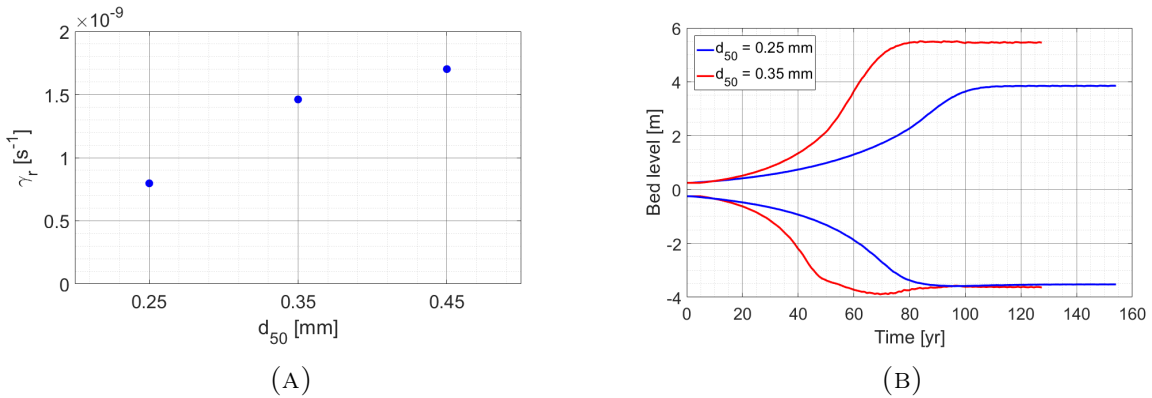 ×10⁻⁹
2
1.5
1
0.5
0
γᵣ [s⁻¹]
0.25
0.35
0.45
d₅₀ [mm]
(A)
d₅₀ = 0.25 mm
d₅₀ = 0.35 mm
6
4
2
0
-2
-4
Bed level [m]
0 20 40 60 80 100 120 140 160
Time [yr]
(B)